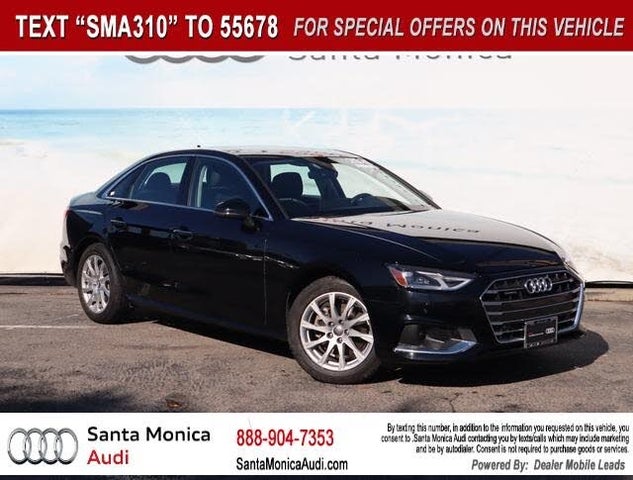 TEXT “SMA310” TO 55678 FOR SPECIAL OFFERS ON THIS VEHICLE
Santa Monica
Santa Monica
Audi
888-904-7353
SantaMonicaAudi.com
By texting this number, in addition to the information you requested on this vehicle, you
consent to .Santa Monica Audi contacting you by texts/calls which may include marketing
and be by autodialer. Consent is not required to purchase goods or services.
Powered By: Dealer Mobile Leads